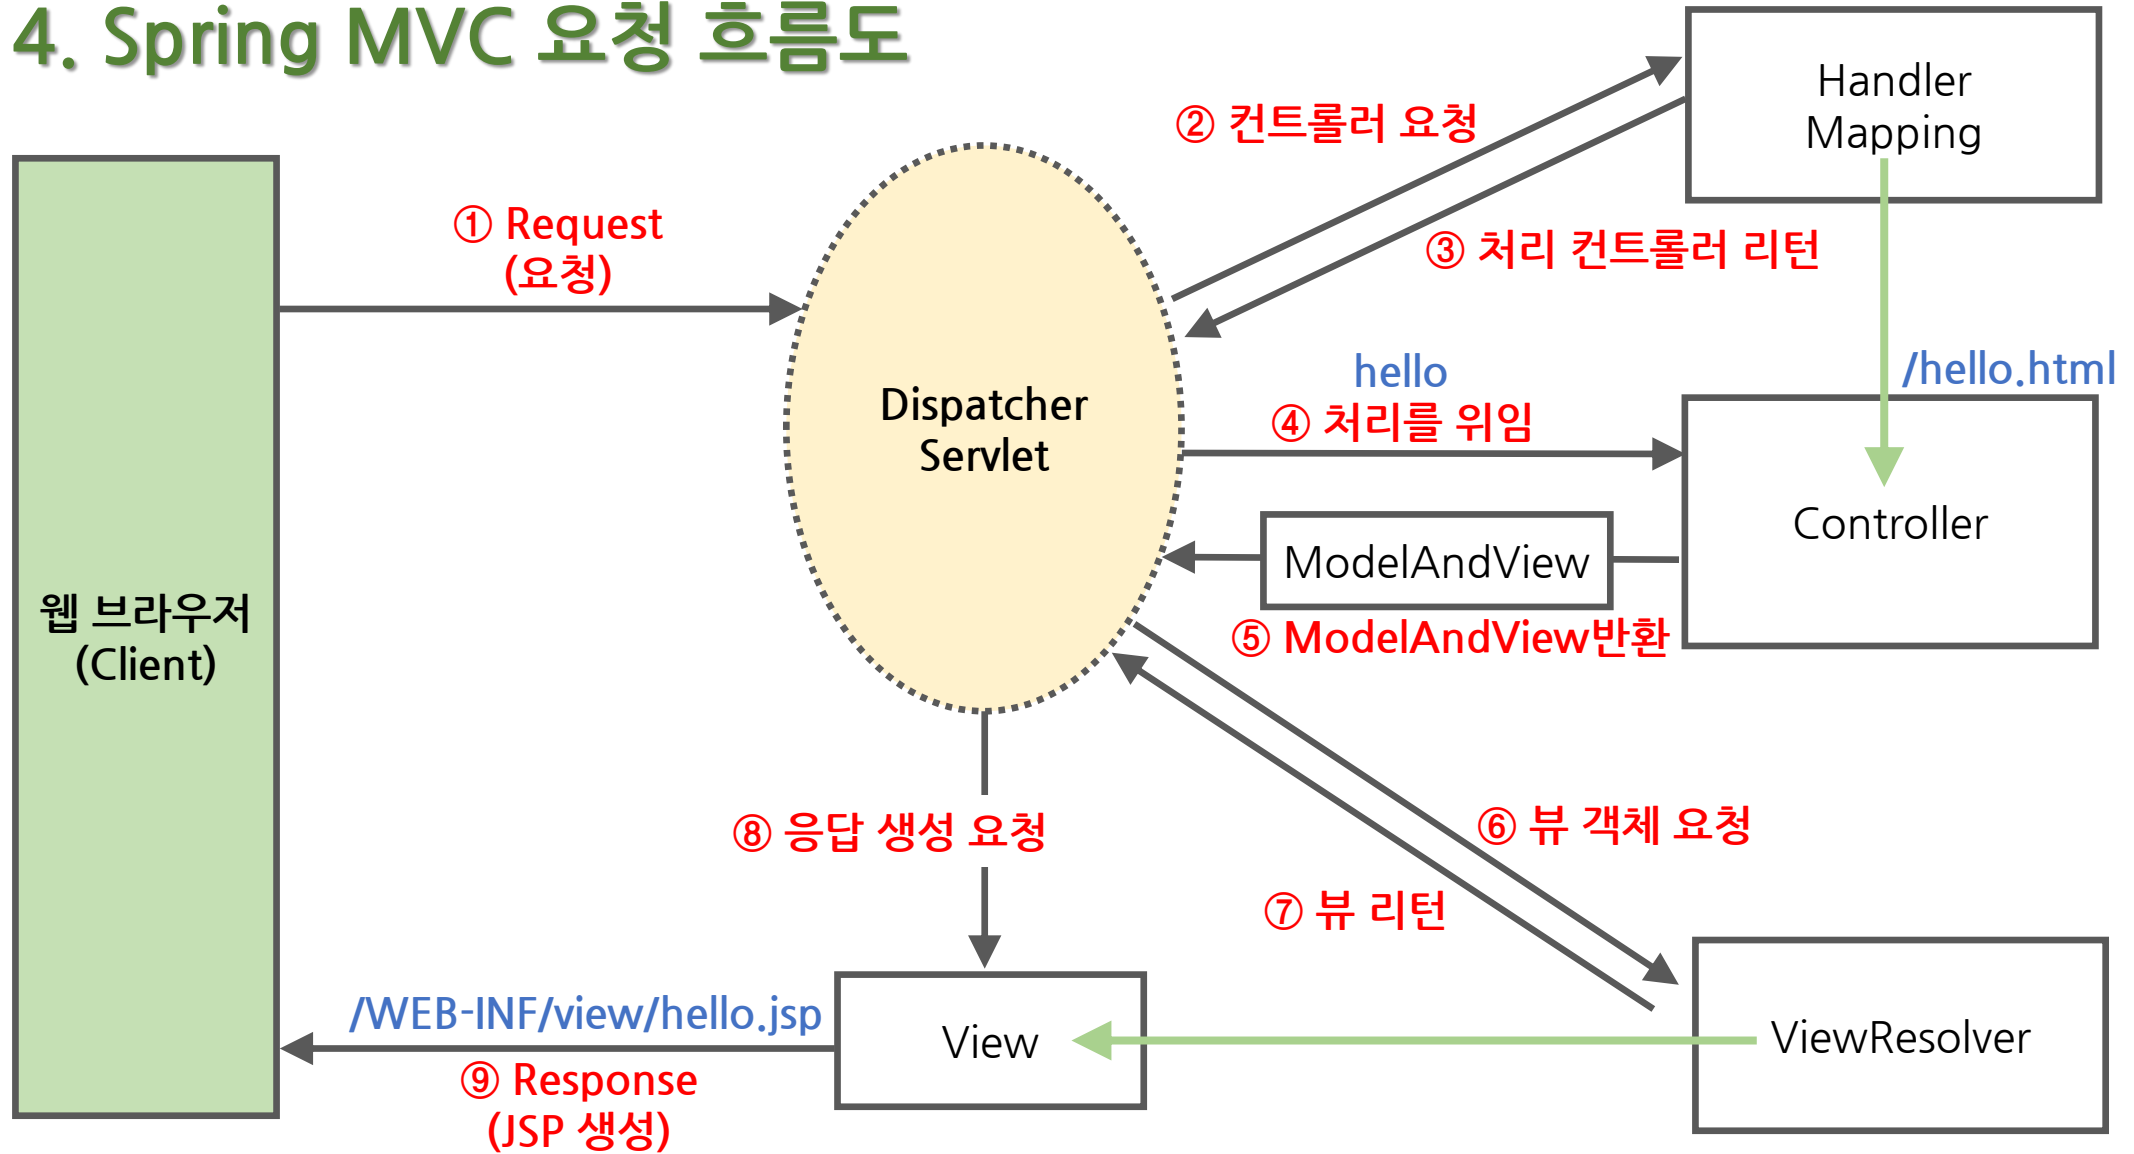 4. Spring MVC 요청 흐름도
Handler
Mapping
② 컨트롤러 요청
① Request
(요청)
③ 처리 컨트롤러 리턴
hello
/hello.html
④ 처리를 위임
Dispatcher
Servlet
Controller
ModelAndView
⑤ ModelAndView반환
웹 브라우저
(Client)
⑧ 응답 생성 요청
⑥ 뷰 객체 요청
⑦ 뷰 리턴
/WEB-INF/view/hello.jsp
View
ViewResolver
⑨ Response
(JSP 생성)